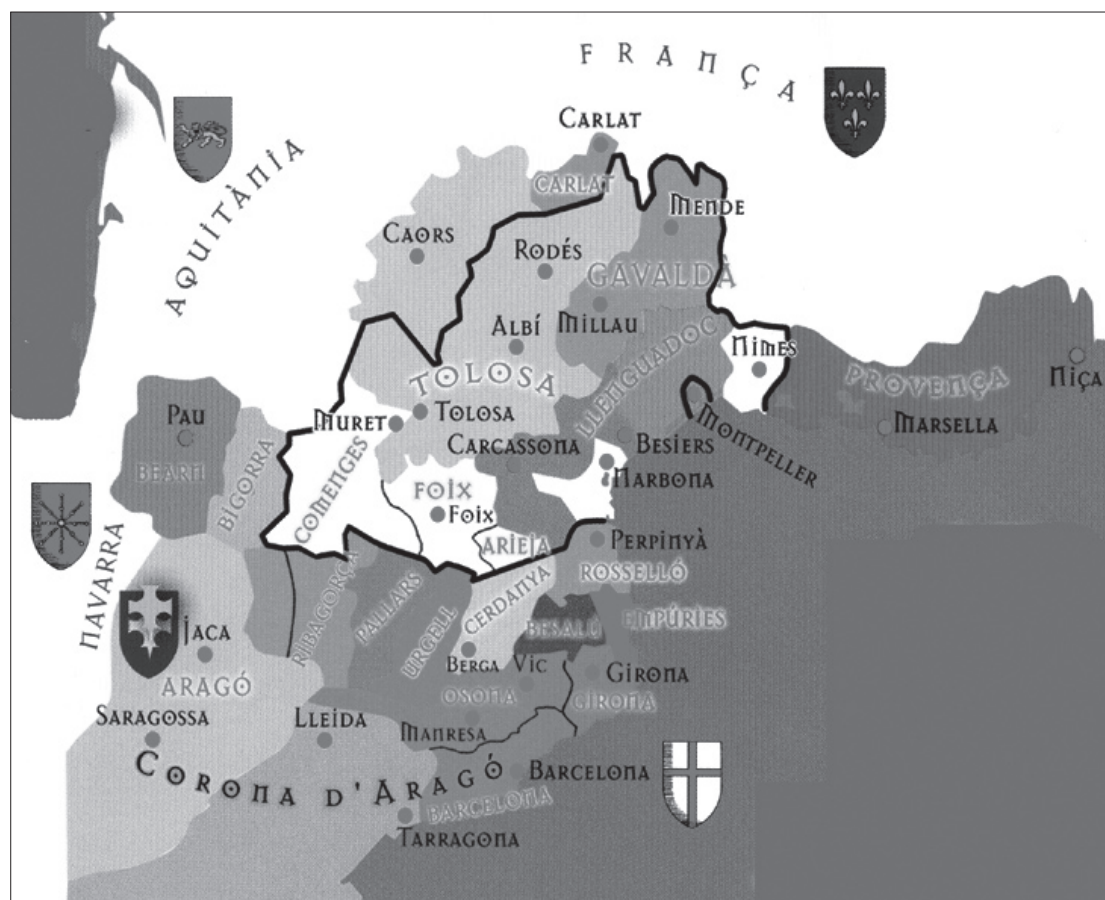 FRANÇA
CARLAT
AQUITÀNIA
CARLAT
MENDE
CAORS
RODÉS
GAVALDÀ
ALBÍ
MILLAU
LLENGUADOC
NIMES
TOLOSA
PROVENÇA
NIÇA
PAU
MURET
TOLOSA
MARSELLA
BEARN
BIGORRA
COMENGES
CARCASSONA
BESIERS
MONTPELLER
FOIX
NARBONA
FOIX
NAVARRA
ARIEJA
PERPINYÀ
ROSSELLÓ
RIBAGORÇA
PALLARS
URGELL
CERDANYA
BESALÚ
EMPÚRIES
JACA
ARAGÓ
BERGA
VIC
GIRONA
OSONA
GIRONA
SARAGOSSA
LLEIDA
MANRESA
CORONA D'ARAGÓ
BARCELONA
BARCELONA
TARRAGONA